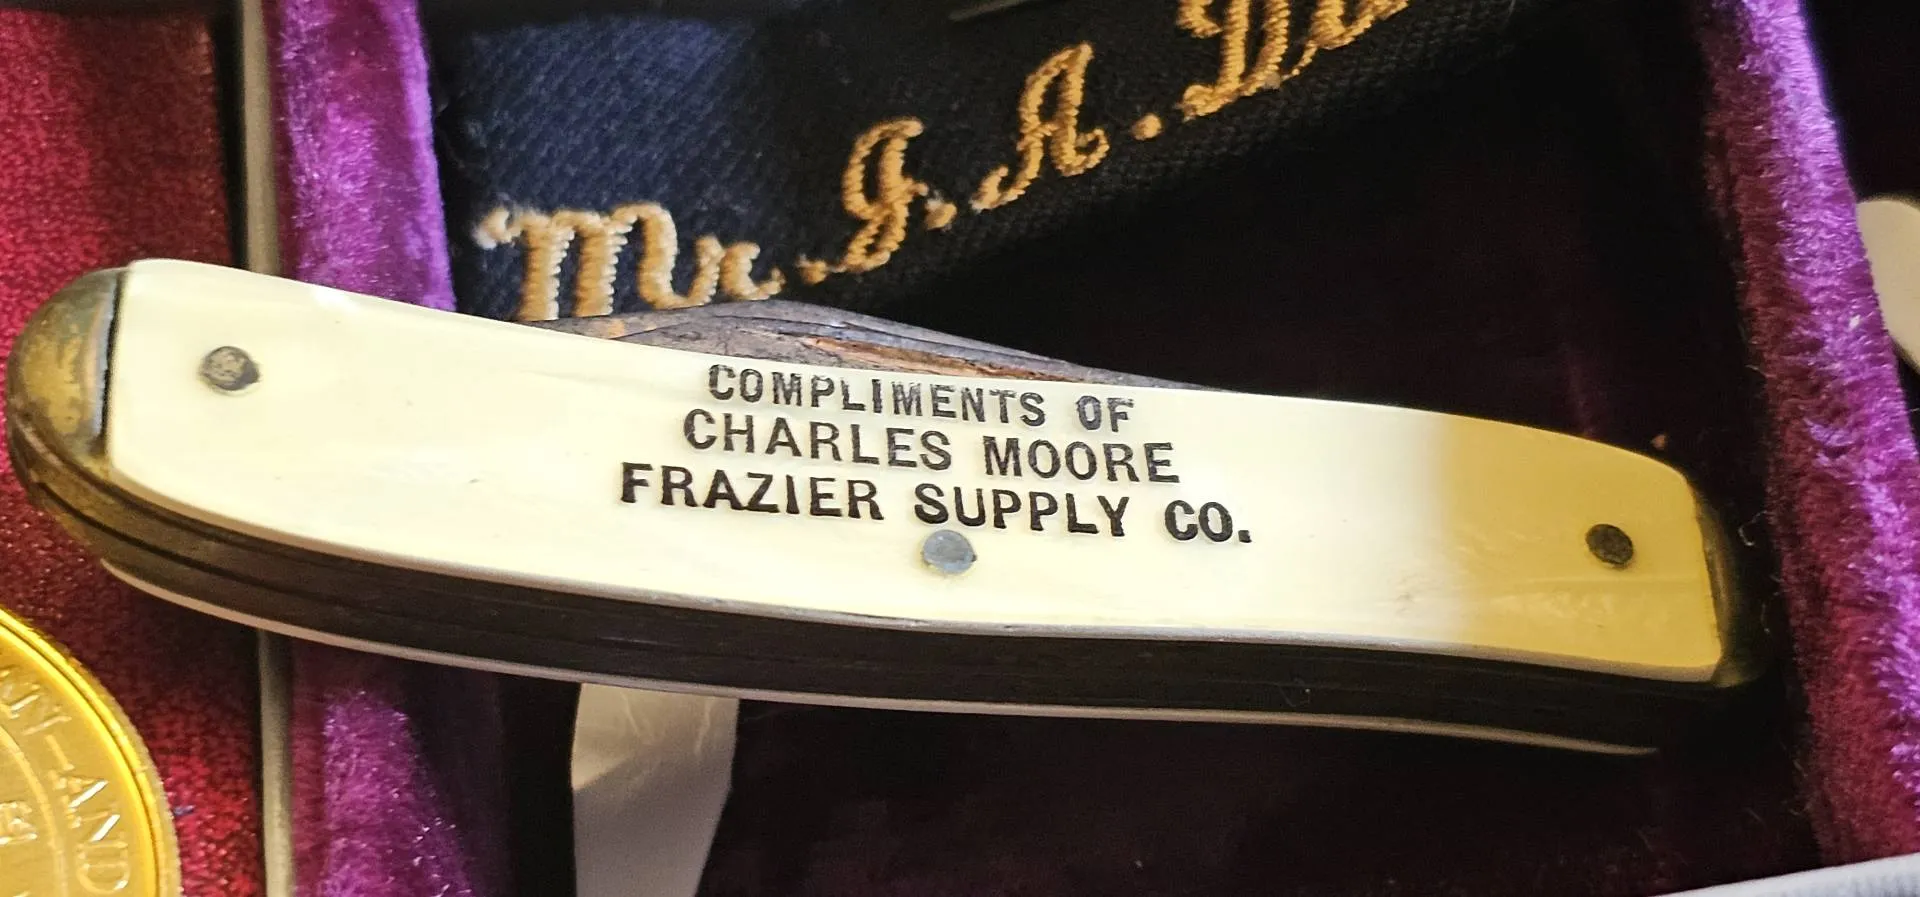 Mr. J. A.
COMPLIMENTS OF
CHARLES MOORE
FRAZIER SUPPLY CO.